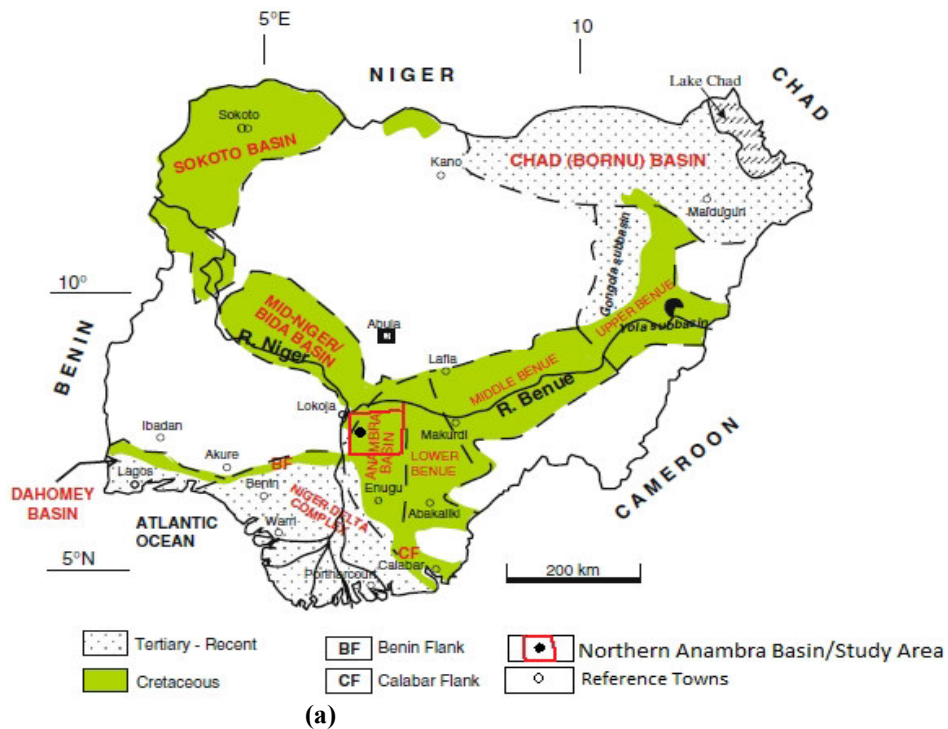 5°E
10
NIGER
CHAD
Lake Chad
Sokoto
SOKOTO BASIN
Kano
CHAD (BORNU) BASIN
Maiduguri
Gongola subbasin
10°
MID-NIGER/
BIDA BASIN
R. Niger
Abuja
UPPER BENUE
Yola subbasin
BENIN
Lafia
MIDDLE BENUE
R. Benue
Lokoja
Makurdi
ANAMBRA
BASIN
LOWER
BENUE
Ibadan
Akure
BF
Lagos
Benin
Enugu
Abakaliki
CAMEROON
DAHOMEY
BASIN
NIGER-DELTA
COMPLEX
ATLANTIC
OCEAN
Warri
CF
Calabar
5°N
Portharcourt
200 km
Tertiary - Recent
BF Benin Flank
Northern Anambra Basin/Study Area
Cretaceous
CF Calabar Flank
Reference Towns
(a)